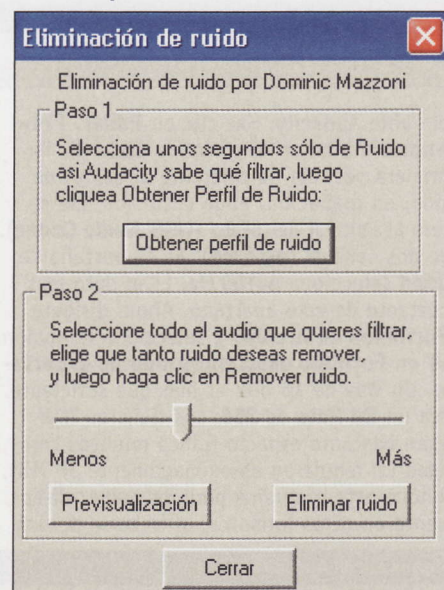 Eliminación de ruido
Eliminación de ruido por Dominic Mazzoni
Paso 1
Selecciona unos segundos sólo de Ruido
asi Audacity sabe qué filtrar, luego
cliquea Obtener Perfil de Ruido:
Obtener perfil de ruido
Paso 2
Seleccione todo el audio que quieres filtrar,
elige que tanto ruido deseas remover,
y luego haga clic en Remover ruido.
Menos Más
Previsualización Eliminar ruido
Cerrar